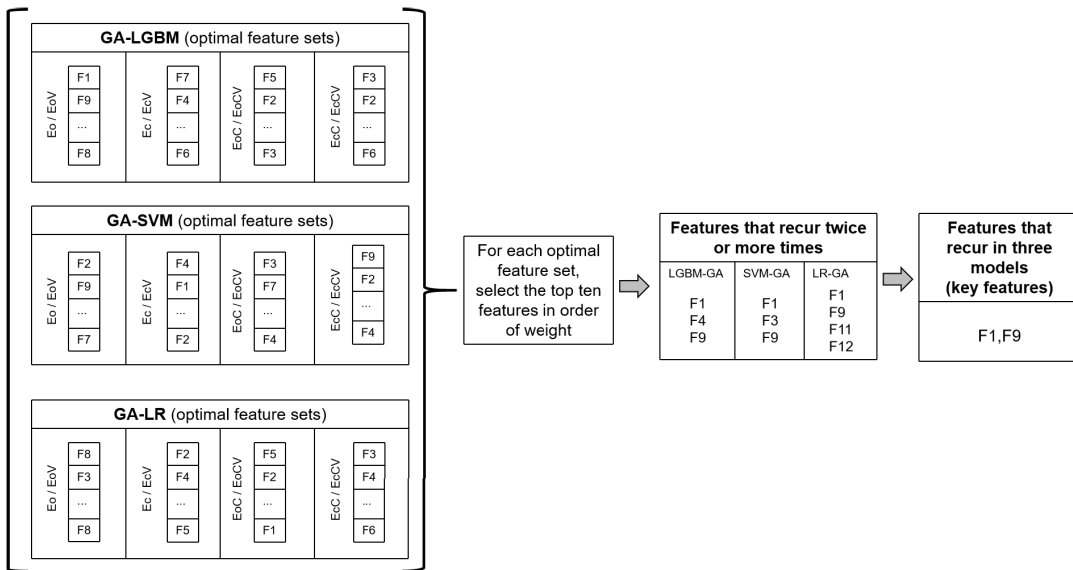 GA-LGBM (optimal feature sets)
Eo / EoV
F1
F9
...
F8
Ec / EcV
F7
F4
...
F6
EoC / EoCV
F5
F2
...
F3
EcC / EcCV
F3
F2
...
F6
GA-SVM (optimal feature sets)
Eo / EoV
F2
F9
...
F7
Ec / EcV
F4
F1
...
F2
EoC / EoCV
F3
F7
...
F4
EcC / EcCV
F9
F2
...
F4
GA-LR (optimal feature sets)
Eo / EoV
F8
F3
...
F8
Ec / EcV
F2
F4
...
F5
EoC / EoCV
F5
F2
...
F1
EcC / EcCV
F3
F4
...
F6
For each optimal
feature set,
select the top ten
features in order
of weight
Features that recur twice
or more times
LGBM-GA
F1
F4
F9
SVM-GA
F1
F3
F9
LR-GA
F1
F9
F11
F12
Features that
recur in three
models
(key features)
F1,F9